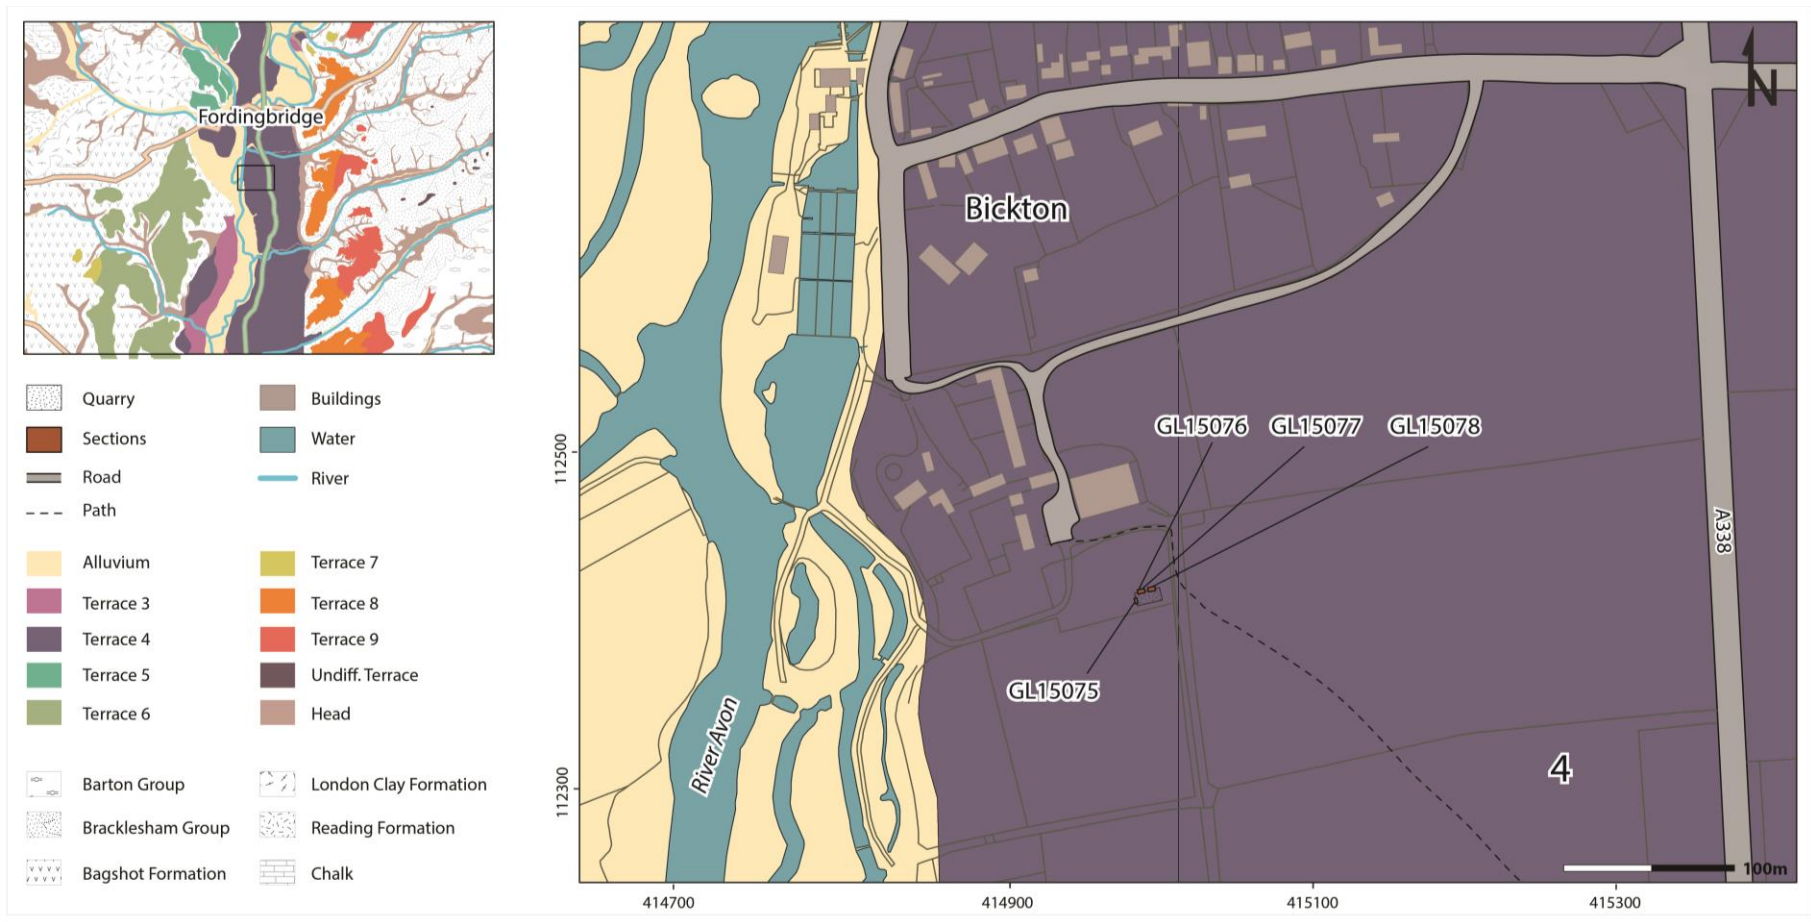 Fordingbridge
Quarry
Buildings
Sections
Water
Road
River
Path
Alluvium
Terrace 7
Terrace 3
Terrace 8
Terrace 4
Terrace 9
Terrace 5
Undiff. Terrace
Terrace 6
Head
Barton Group
London Clay Formation
Bracklesham Group
Reading Formation
Bagshot Formation
Chalk
N
Bickton
GL15076
GL15077
GL15078
112500
A338
GL15075
River Avon
112300
4
100m
414700
414900
415100
415300